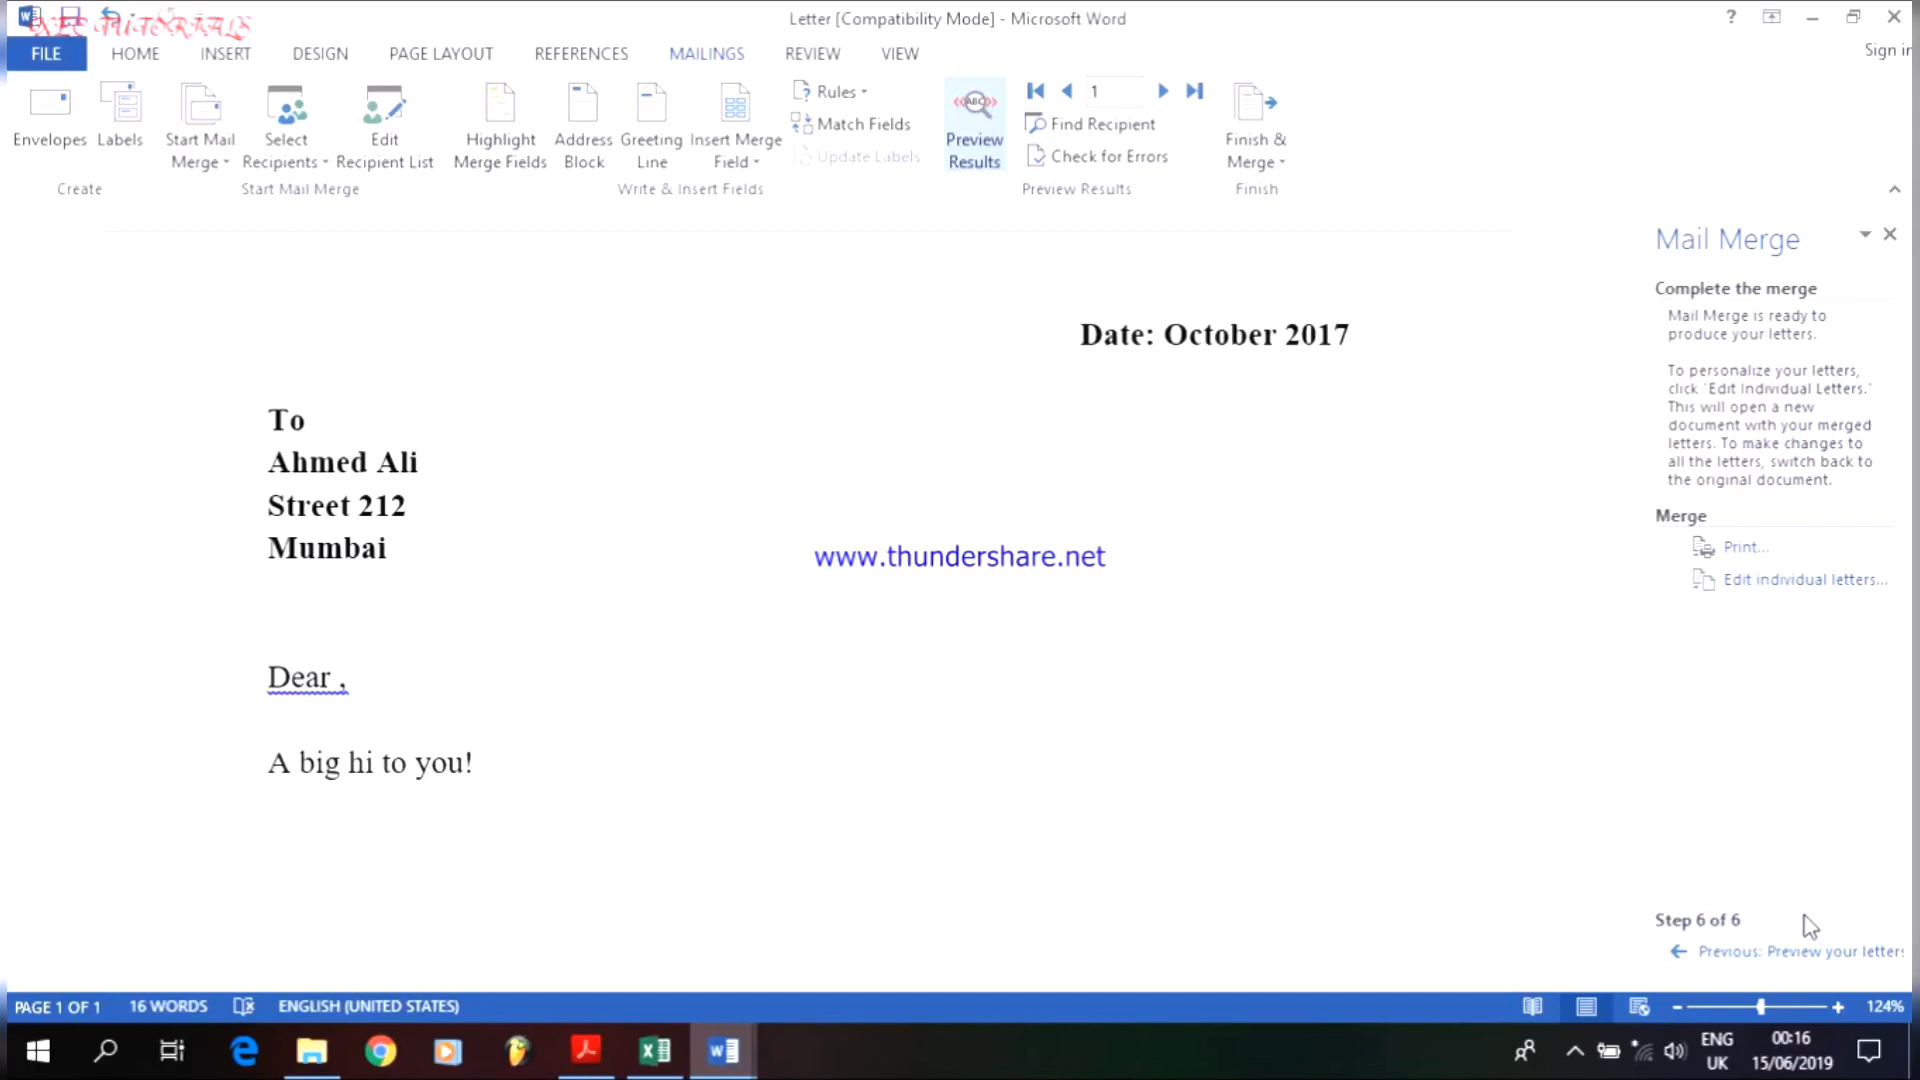 Letter [Compatibility Mode] - Microsoft Word
?
Sign in
FILE HOME INSERT DESIGN PAGE LAYOUT REFERENCES MAILINGS REVIEW VIEW
Envelopes
Labels
Start Mail
Merge
Select
Recipients
Edit
Recipient List
Highlight
Merge Fields
Address
Block
Greeting
Line
Insert Merge
Field
Rules
Match Fields
Update Labels
ABC
Preview
Results
1
Find Recipient
Check for Errors
Finish &
Merge
Create
Start Mail Merge
Write & Insert Fields
Preview Results
Finish
Mail Merge
Complete the merge
Mail Merge is ready to
produce your letters.
To personalize your letters,
click "Edit Individual Letters."
This will open a new
document with your merged
letters. To make changes to
all the letters, switch back to
the original document.
Merge
Print...
Edit individual letters...
Step 6 of 6
Previous: Preview your letters
Date: October 2017
To
Ahmed Ali
Street 212
Mumbai
www.thundershare.net
Dear ,
A big hi to you!
PAGE 1 OF 1 16 WORDS ENGLISH (UNITED STATES) 124%
ENG
UK
00:16
15/06/2019